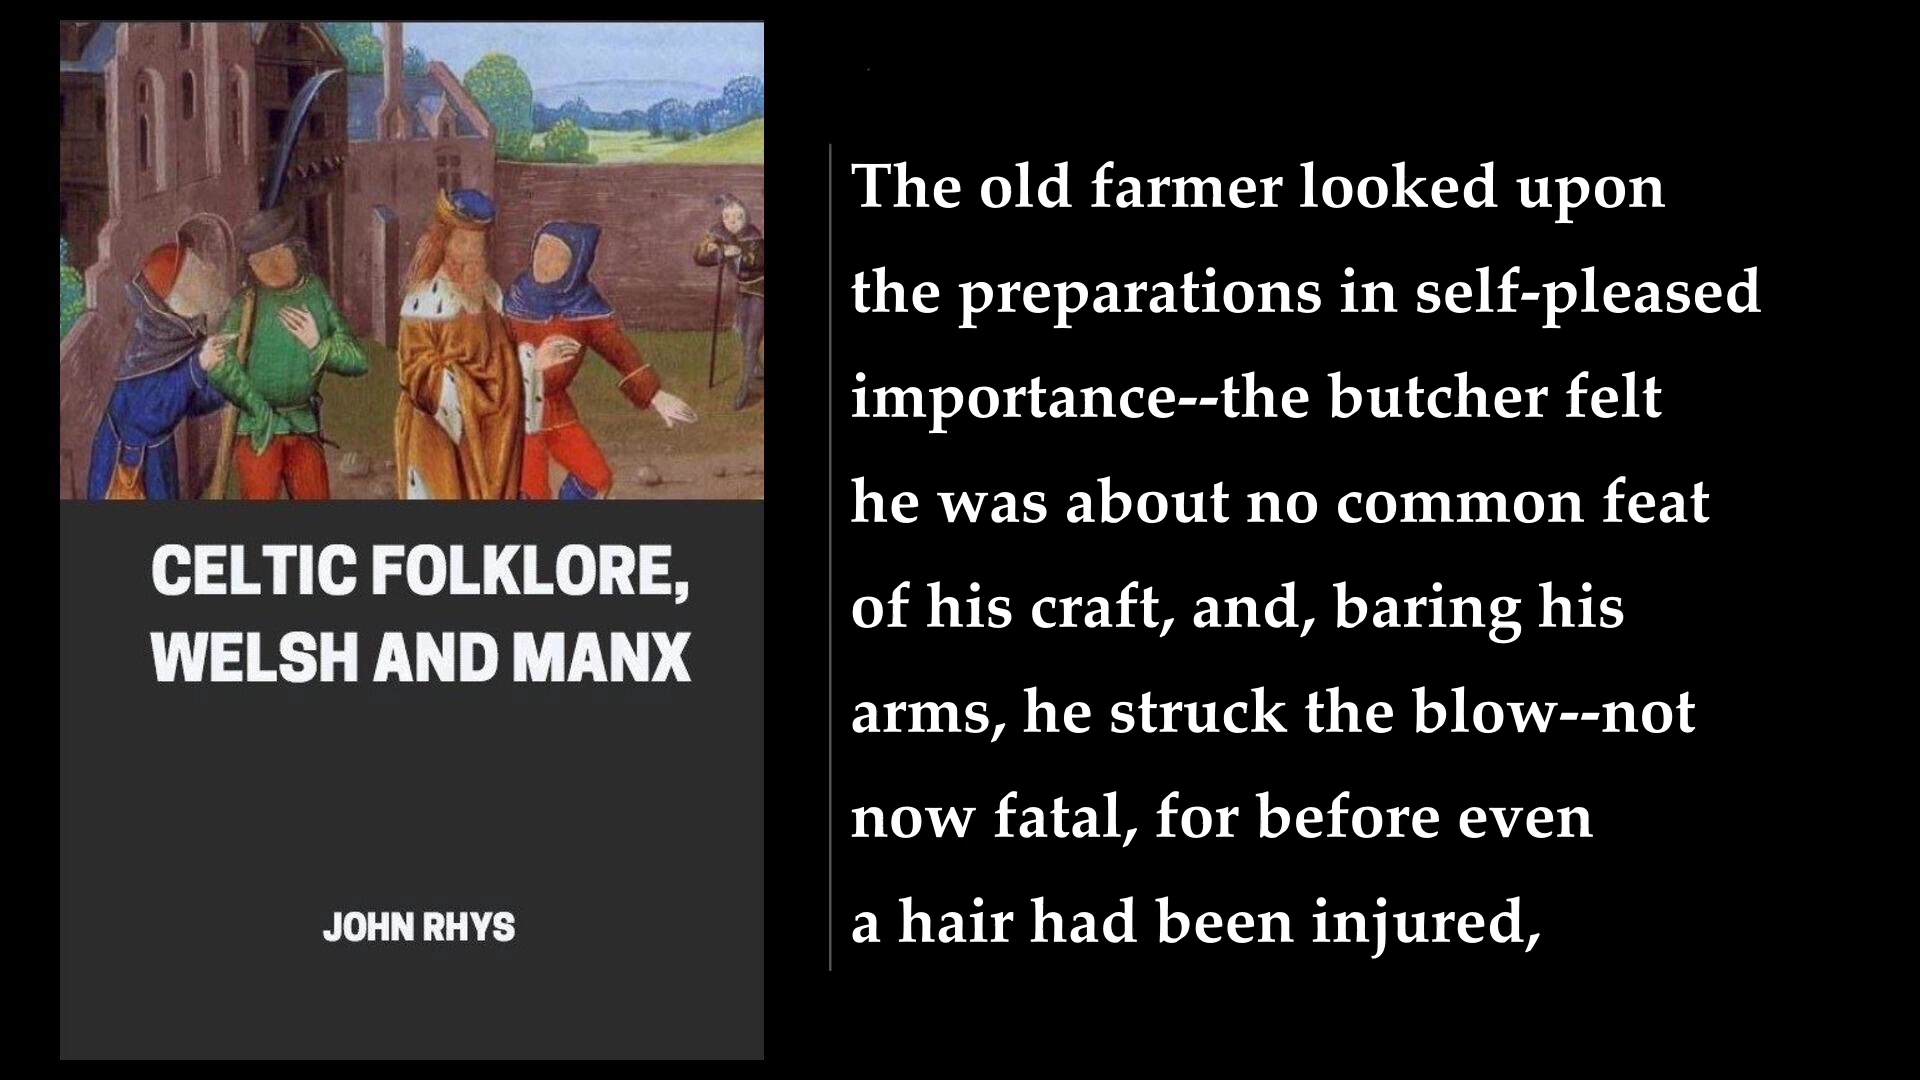 CELTIC FOLKLORE,
WELSH AND MANX
JOHN RHYS
The old farmer looked upon
the preparations in self-pleased
importance--the butcher felt
he was about no common feat
of his craft, and, baring his
arms, he struck the blow--not
now fatal, for before even
a hair had been injured,